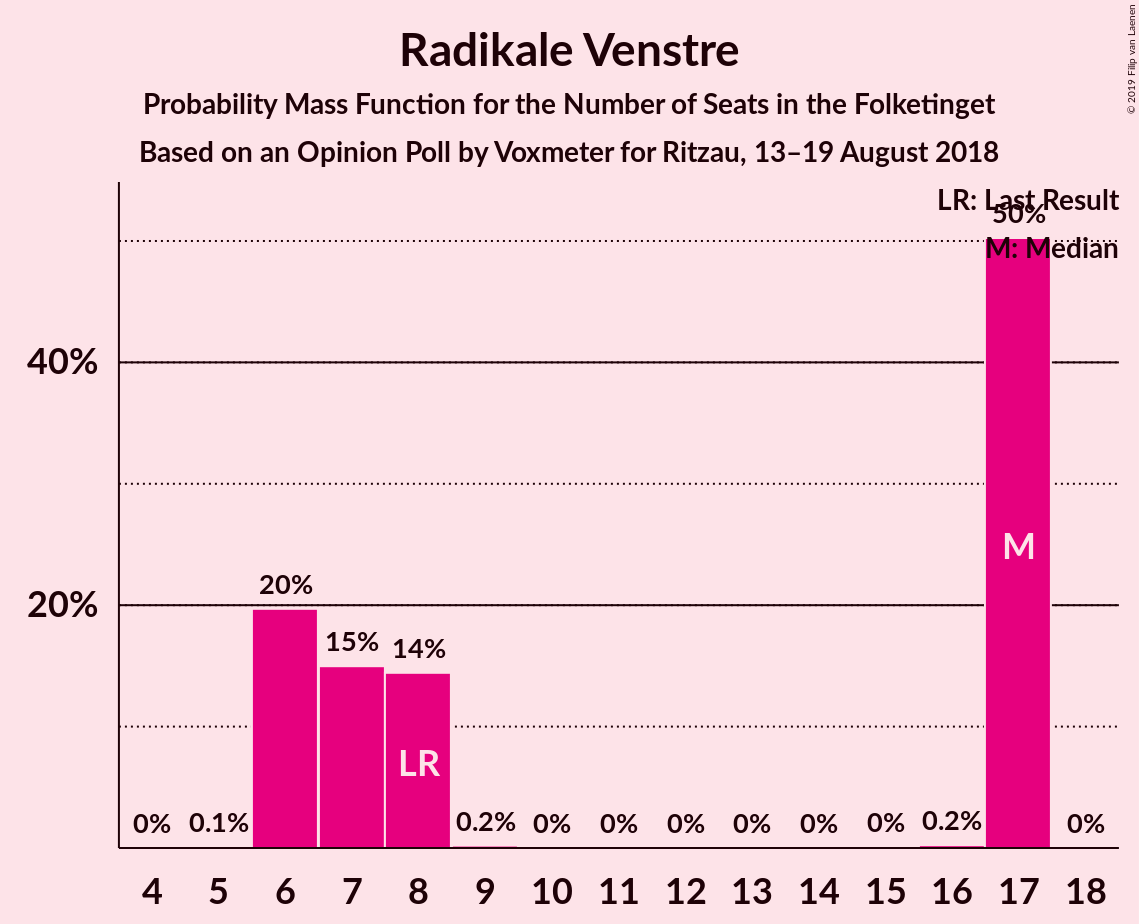 Radikale Venstre
Probability Mass Function for the Number of Seats in the Folketinget
Based on an Opinion Poll by Voxmeter for Ritzau, 13–19 August 2018
© 2019 Filip van Laenen
LR: Last Result
M: Median
40%
20%
0% 0.1% 20% 15% 14% 0.2% 0% 0% 0% 0% 0% 0% 0.2% 50% 0%
LR
M
4 5 6 7 8 9 10 11 12 13 14 15 16 17 18